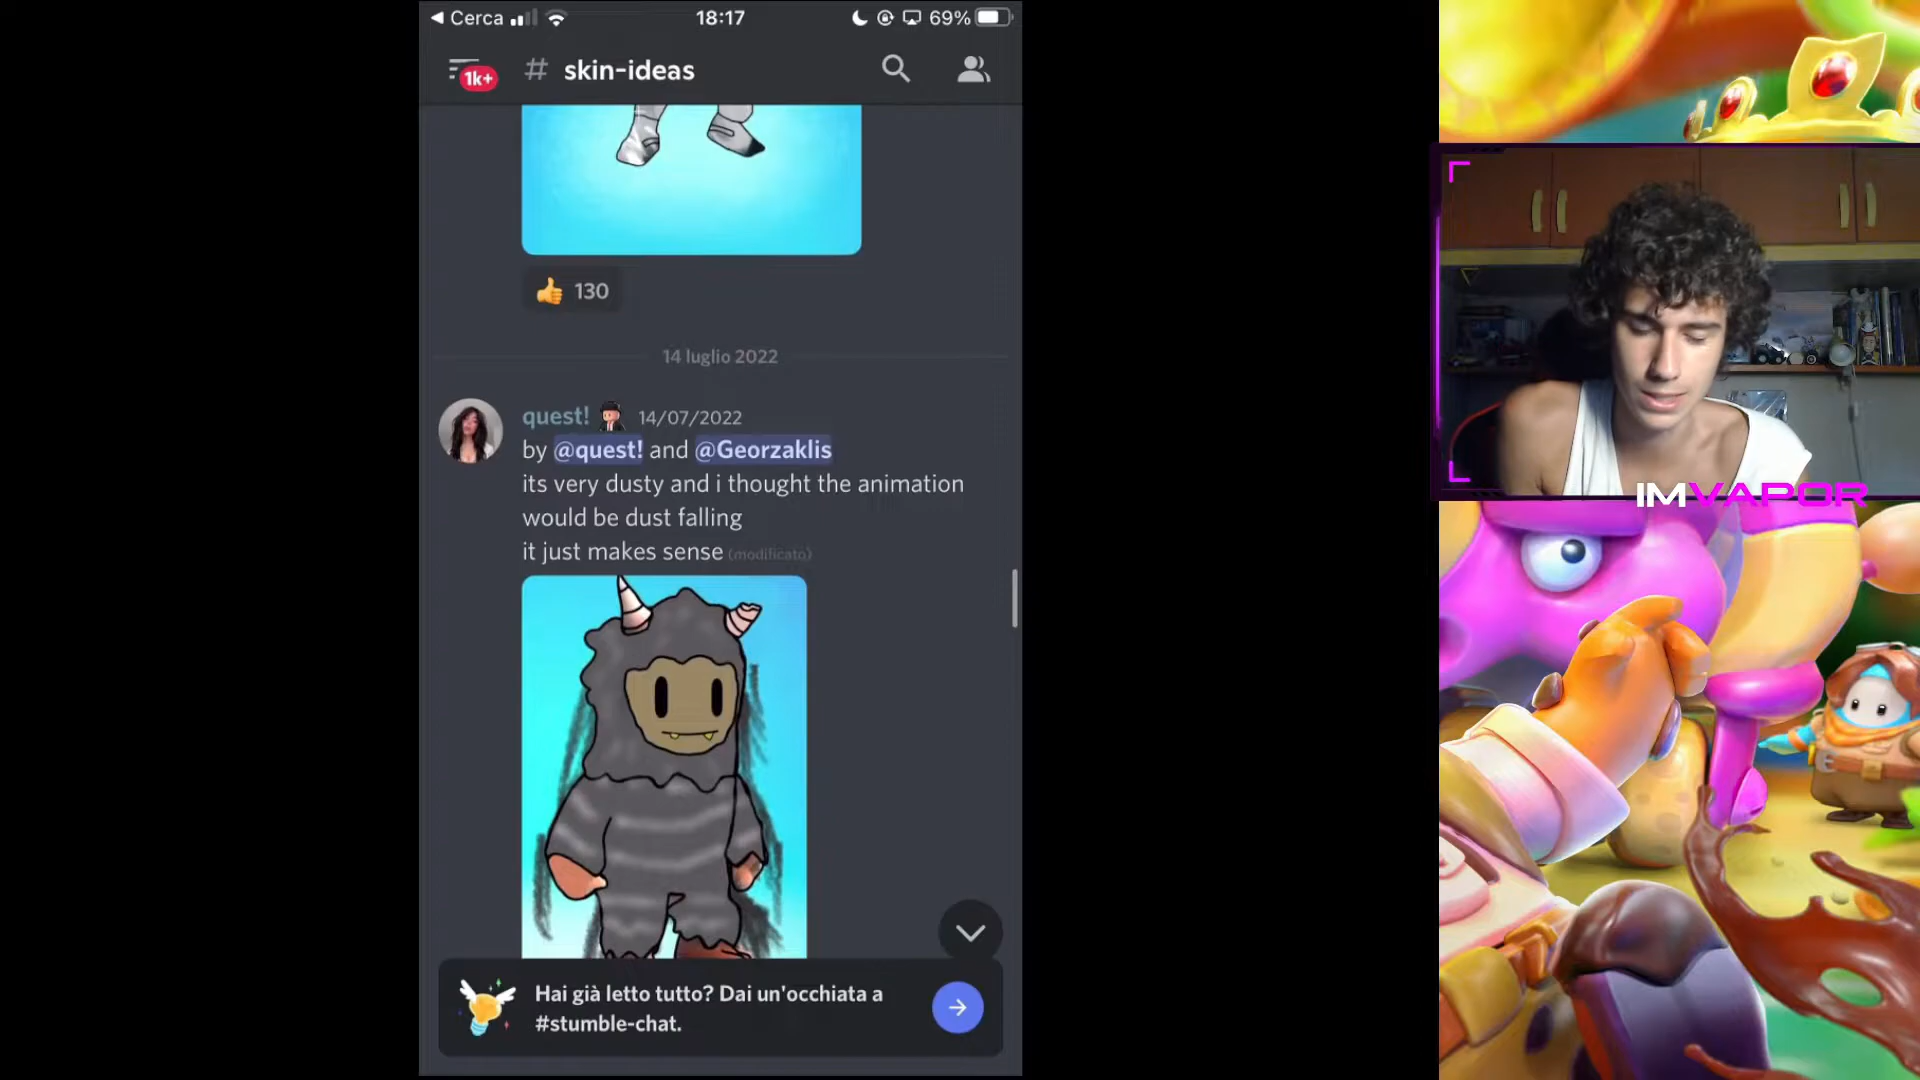 Cerca
18:17
69%
1k+
# skin-ideas
👍 130
14 luglio 2022
quest! 14/07/2022
by @quest! and @Georzaklis
its very dusty and i thought the animation
would be dust falling
it just makes sense (modificato)
Hai già letto tutto? Dai un'occhiata a
#stumble-chat.
IMVAPOR